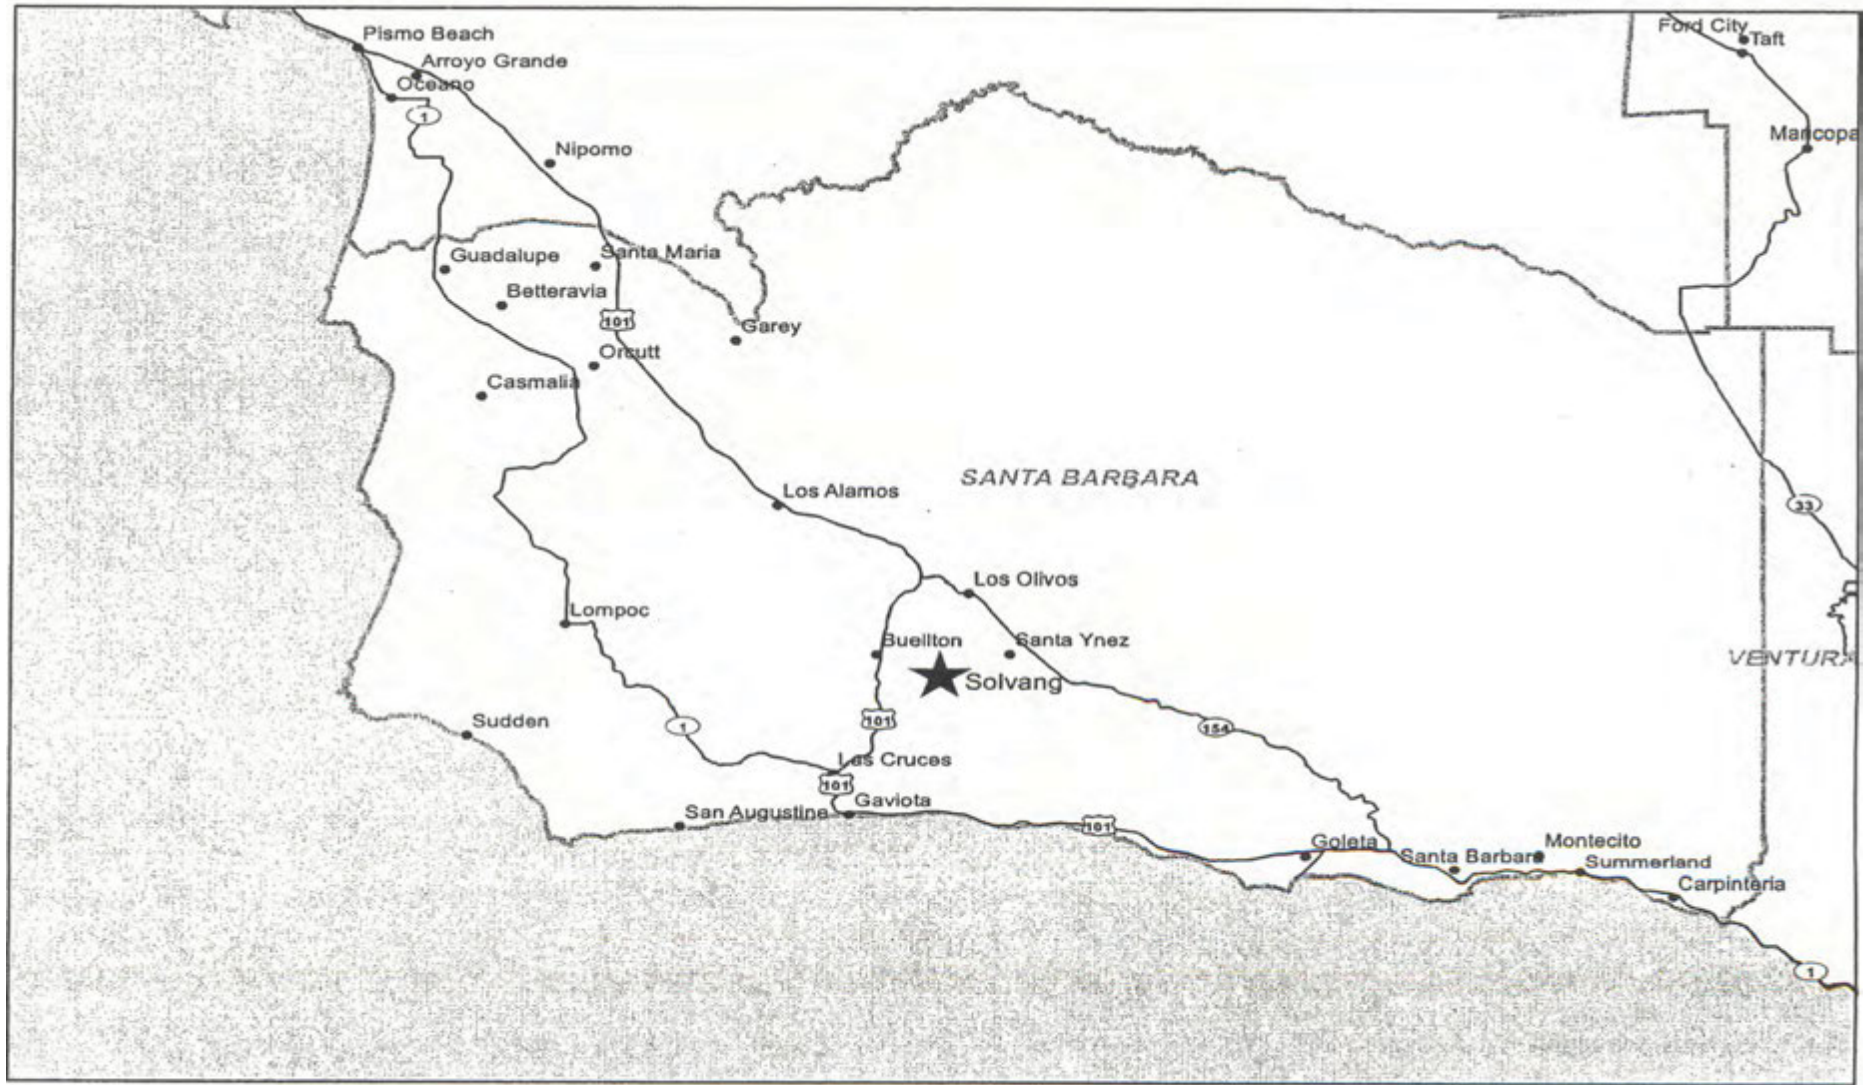 Pismo Beach
Ford City
Taft
Arroyo Grande
Oceano
1
Maricopa
Nipomo
Guadalupe
Santa Maria
Betteravia
101
Garey
Orcutt
Casmalia
SANTA BARBARA
Los Alamos
33
Los Olivos
Lompoc
Buellton
Santa Ynez
VENTURA
Solvang
Sudden
1
101
154
Las Cruces
101
San Augustine
Gaviota
101
Goleta
Santa Barbara
Montecito
Summerland
Carpinteria
1